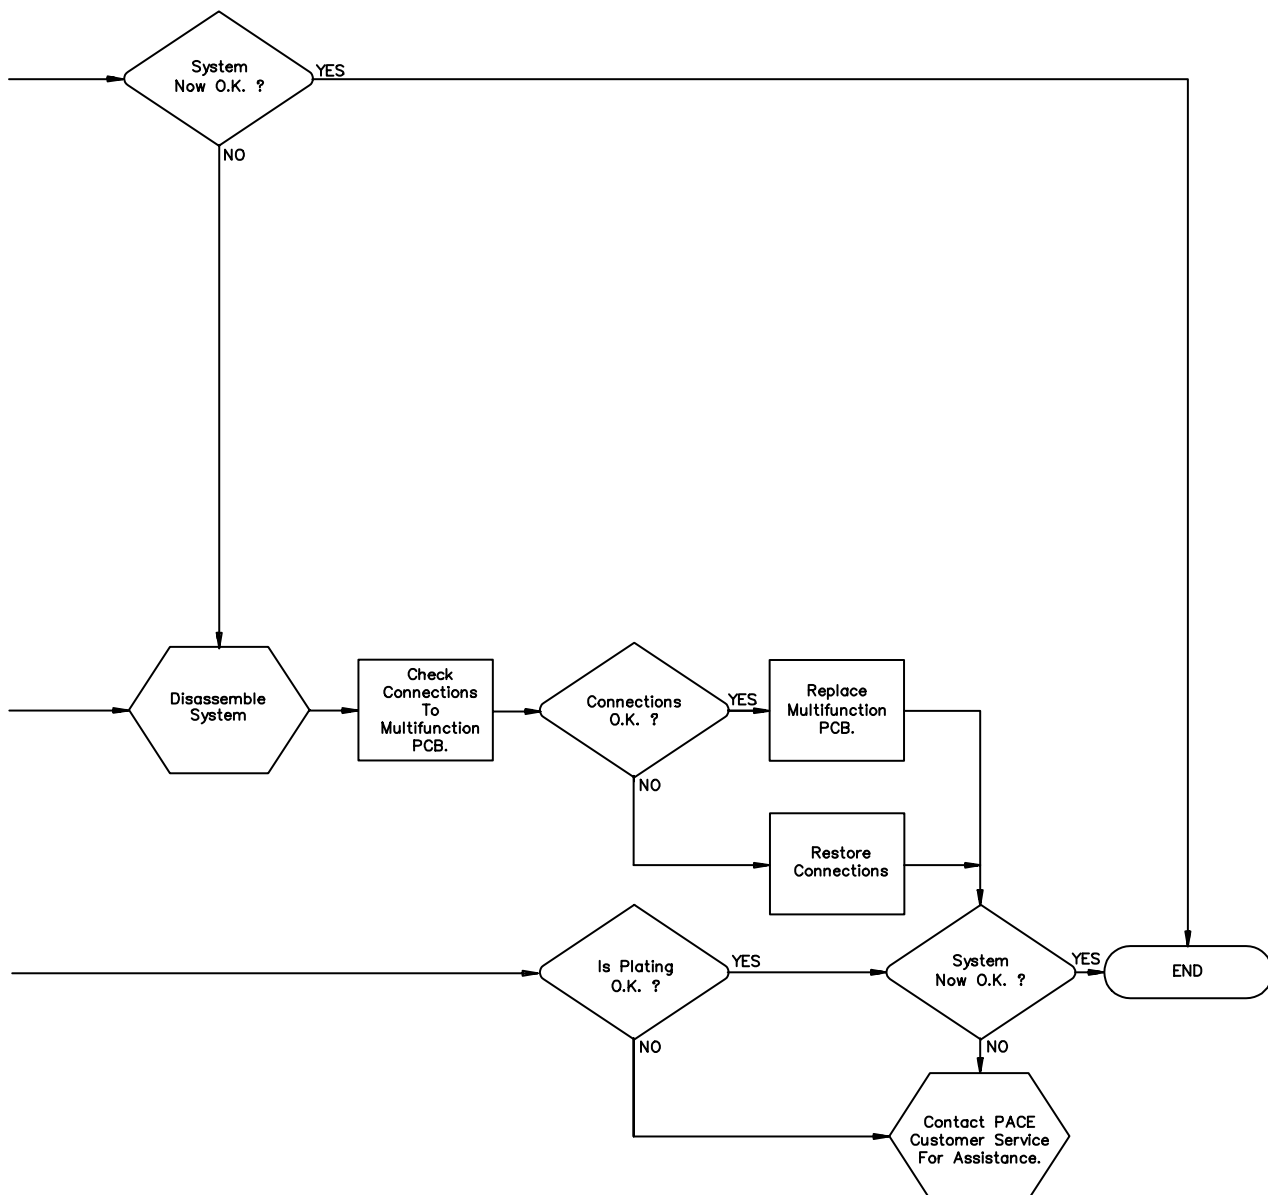 System
Now O.K. ?
YES
NO
Disassemble
System
Check
Connections
To
Multifunction
PCB.
Connections
O.K. ?
YES
NO
Replace
Multifunction
PCB.
Restore
Connections
Is Plating
O.K. ?
YES
NO
System
Now O.K. ?
YES
NO
END
Contact PACE
Customer Service
For Assistance.